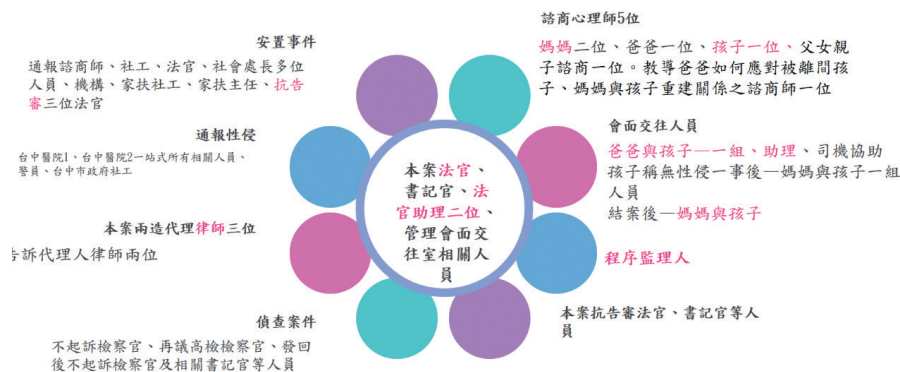 安置事件
通報諮商師、社工、法官、社會處長多位
人員、機構、家扶社工、家扶主任、抗告
審三位法官
通報性侵
台中醫院1、台中醫院2一站式所有相關人員、
警員、台中市政府社工
本案兩造代理律師三位
告訴代理人律師兩位
偵查案件
不起訴檢察官、再議高檢檢察官、發回
後不起訴檢察官及相關書記官等人員
本案法官、
書記官、法
官助理二位、
管理會面交
往室相關人
員
諮商心理師5位
媽媽二位、爸爸一位、孩子一位、父女親
子諮商一位。教導爸爸如何應對被離間孩
子、媽媽與孩子重建關係之諮商師一位
會面交往人員
爸爸與孩子—一組、助理、司機協助
孩子稱無性侵一事後—媽媽與孩子一組
人員
結案後—媽媽與孩子
程序監理人
本案抗告審法官、書記官等人
員